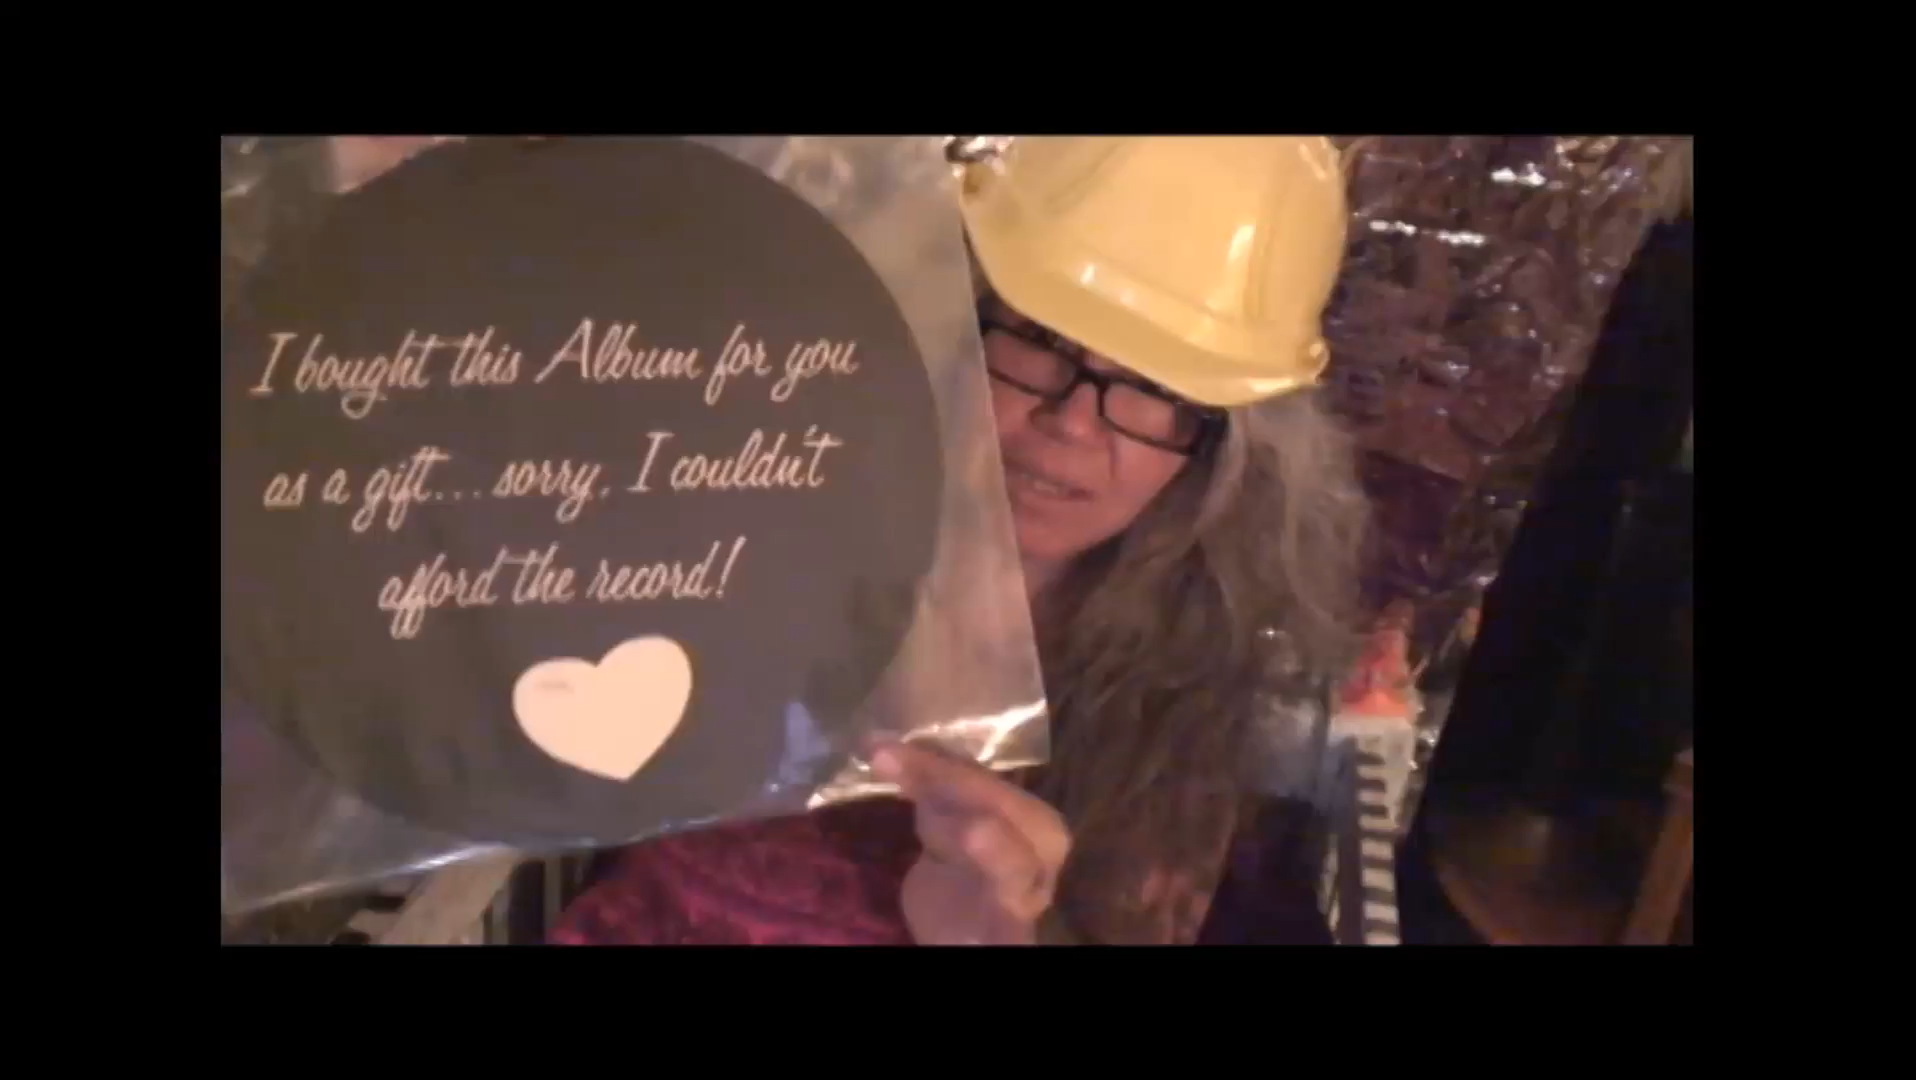 I bought this Album for you
as a gift... sorry, I couldn't
afford the record!